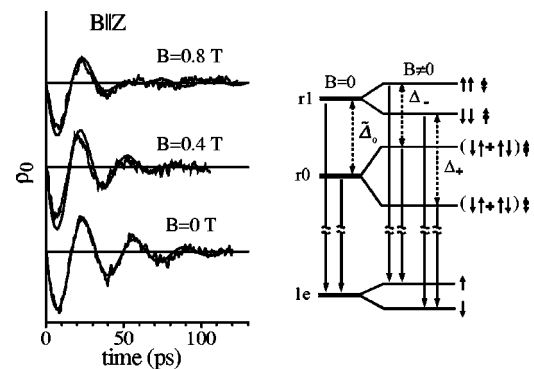 B||Z
B=0.8 T
B=0.4 T
B=0 T
ρ₀
0 50 100
time (ps)
B=0 B≠0
r1
Δ₋
↑↑ ⇕
↓↓ ⇕
Δ̃₀
r0
Δ₊
(↓↑+↑↓)⇕
(↓↑+↑↓)⇕
1e
↑
↓